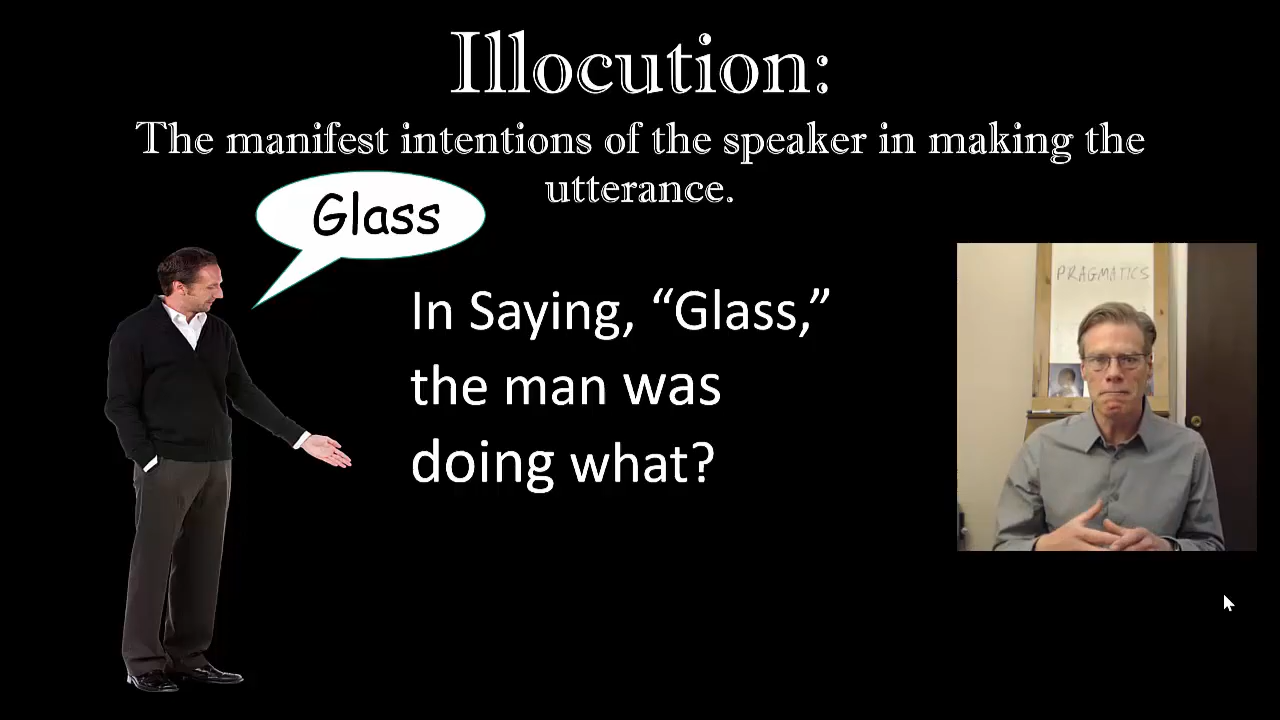 Illocution:
The manifest intentions of the speaker in making the
utterance.
Glass
In Saying, “Glass,”
the man was
doing what?
PRAGMATICS